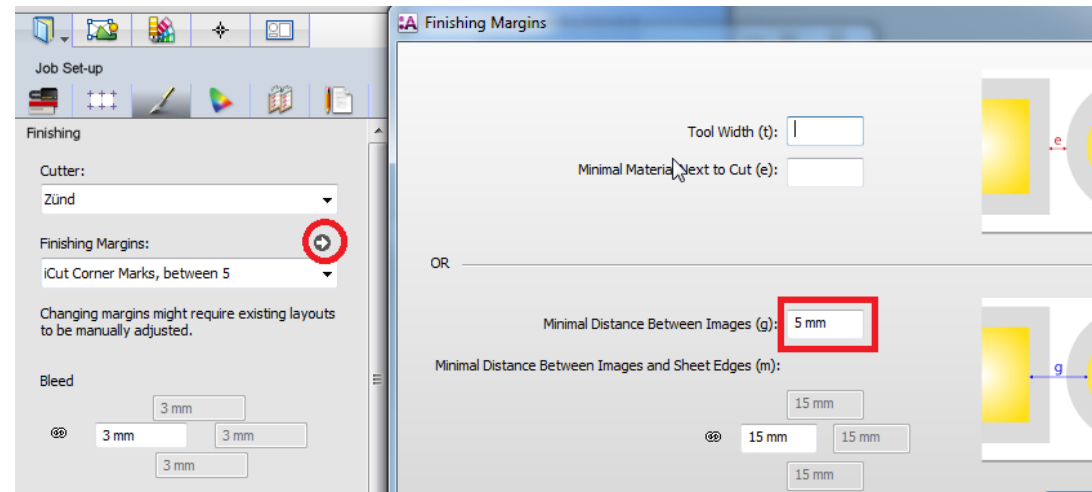 Job Set-up
Finishing
Cutter:
Zünd
Finishing Margins:
iCut Corner Marks, between 5
Changing margins might require existing layouts
to be manually adjusted.
Bleed
3 mm
3 mm
3 mm
3 mm
:A Finishing Margins
Tool Width (t):
Minimal Material Next to Cut (e):
e
OR
Minimal Distance Between Images (g): 5 mm
g
Minimal Distance Between Images and Sheet Edges (m):
15 mm
15 mm
15 mm
15 mm